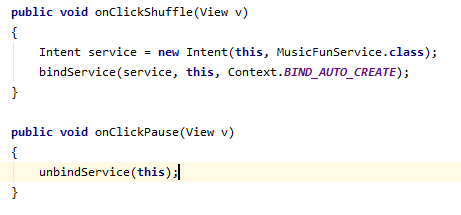 public void onClickShuffle(View v)
{
    Intent service = new Intent(this, MusicFunService.class);
    bindService(service, this, Context.BIND_AUTO_CREATE);
}

public void onClickPause(View v)
{
    unbindService(this);
}